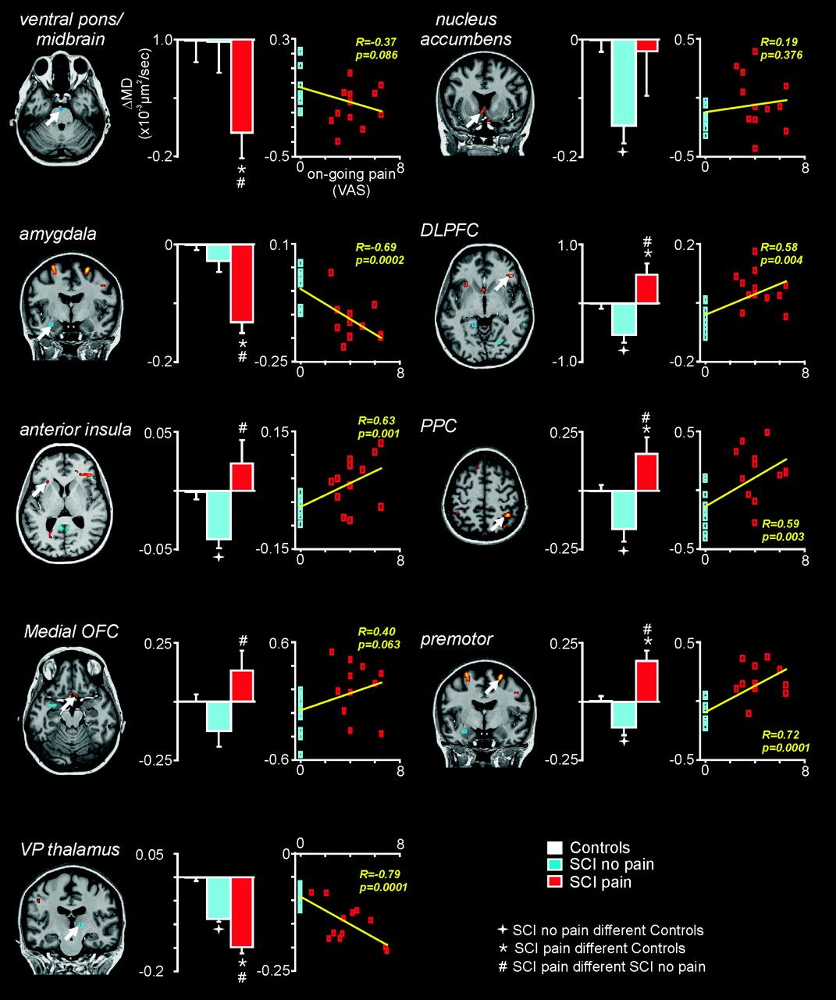 ventral pons/
midbrain
1.0
-0.2
ΔMD
(x10⁻³μm²/sec)
*
#
0.3
-0.5
R=-0.37
p=0.086
0
8
on-going pain
(VAS)
nucleus
accumbens
0
-0.2
✦
0.5
-0.5
R=0.19
p=0.376
0
8
amygdala
0
-0.2
*
#
0.1
-0.25
R=-0.69
p=0.0002
0
8
DLPFC
1.0
-1.0
#
*
✦
0.2
-0.2
R=0.58
p=0.004
0
8
anterior insula
0.05
-0.05
#
✦
0.15
-0.15
R=0.63
p=0.001
0
8
PPC
0.25
-0.25
#
*
✦
0.5
-0.5
R=0.59
p=0.003
0
8
Medial OFC
0.25
-0.25
#
0.6
-0.6
R=0.40
p=0.063
0
8
premotor
0.25
-0.25
#
*
✦
0.5
-0.5
R=0.72
p=0.0001
0
8
VP thalamus
0.05
-0.2
✦
*
#
0
8
0
-0.25
R=-0.79
p=0.0001
Controls
SCI no pain
SCI pain
✦ SCI no pain different Controls
* SCI pain different Controls
# SCI pain different SCI no pain